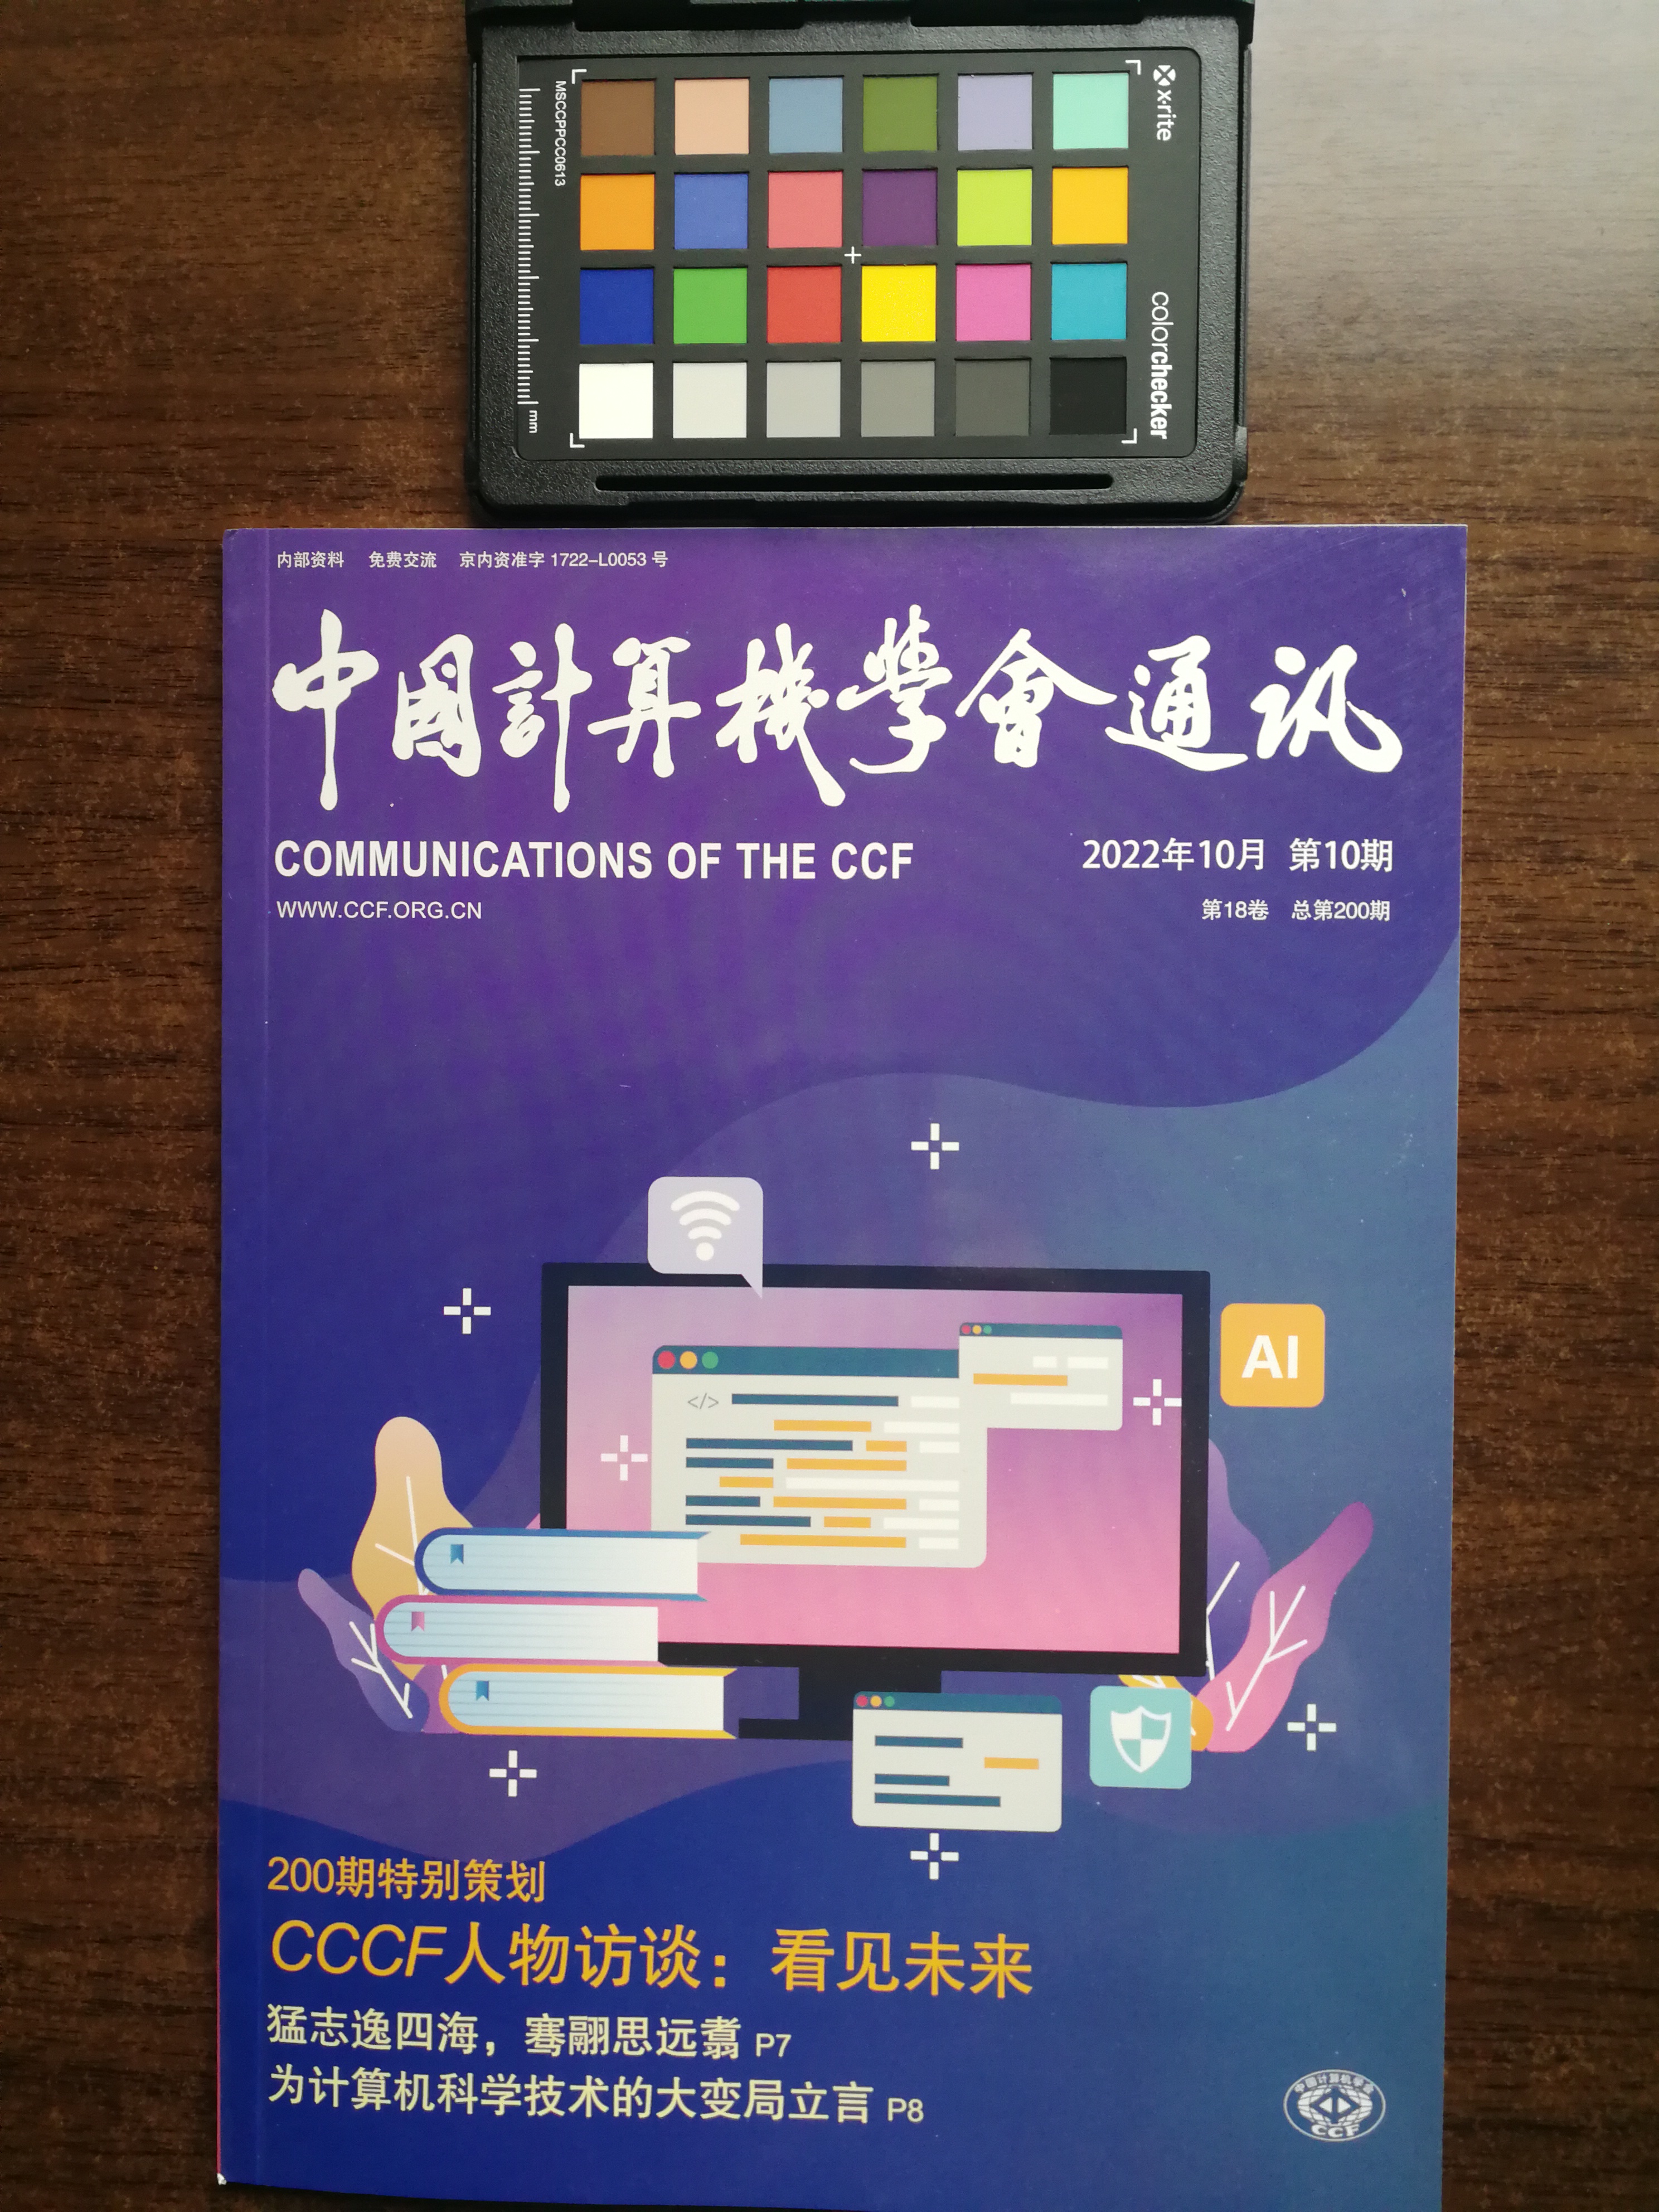 x·rite
colorchecker
MSCCPPCC0613
mm
内部资料 免费交流 京内资准字 1722-L0053 号
中國計算機學會通訊
COMMUNICATIONS OF THE CCF
2022年10月 第10期
WWW.CCF.ORG.CN
第18卷 总第200期
AI
</>
200期特别策划
CCCF人物访谈：看见未来
猛志逸四海，骞翮思远翥 P7
为计算机科学技术的大变局立言 P8
中国计算机学会
CCF